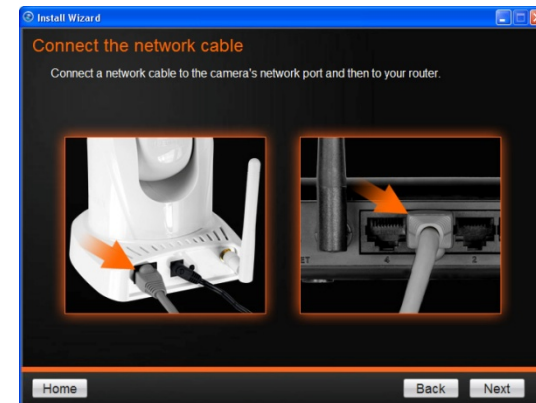 Install Wizard
Connect the network cable
Connect a network cable to the camera's network port and then to your router.
ET
4
2
Home
Back
Next